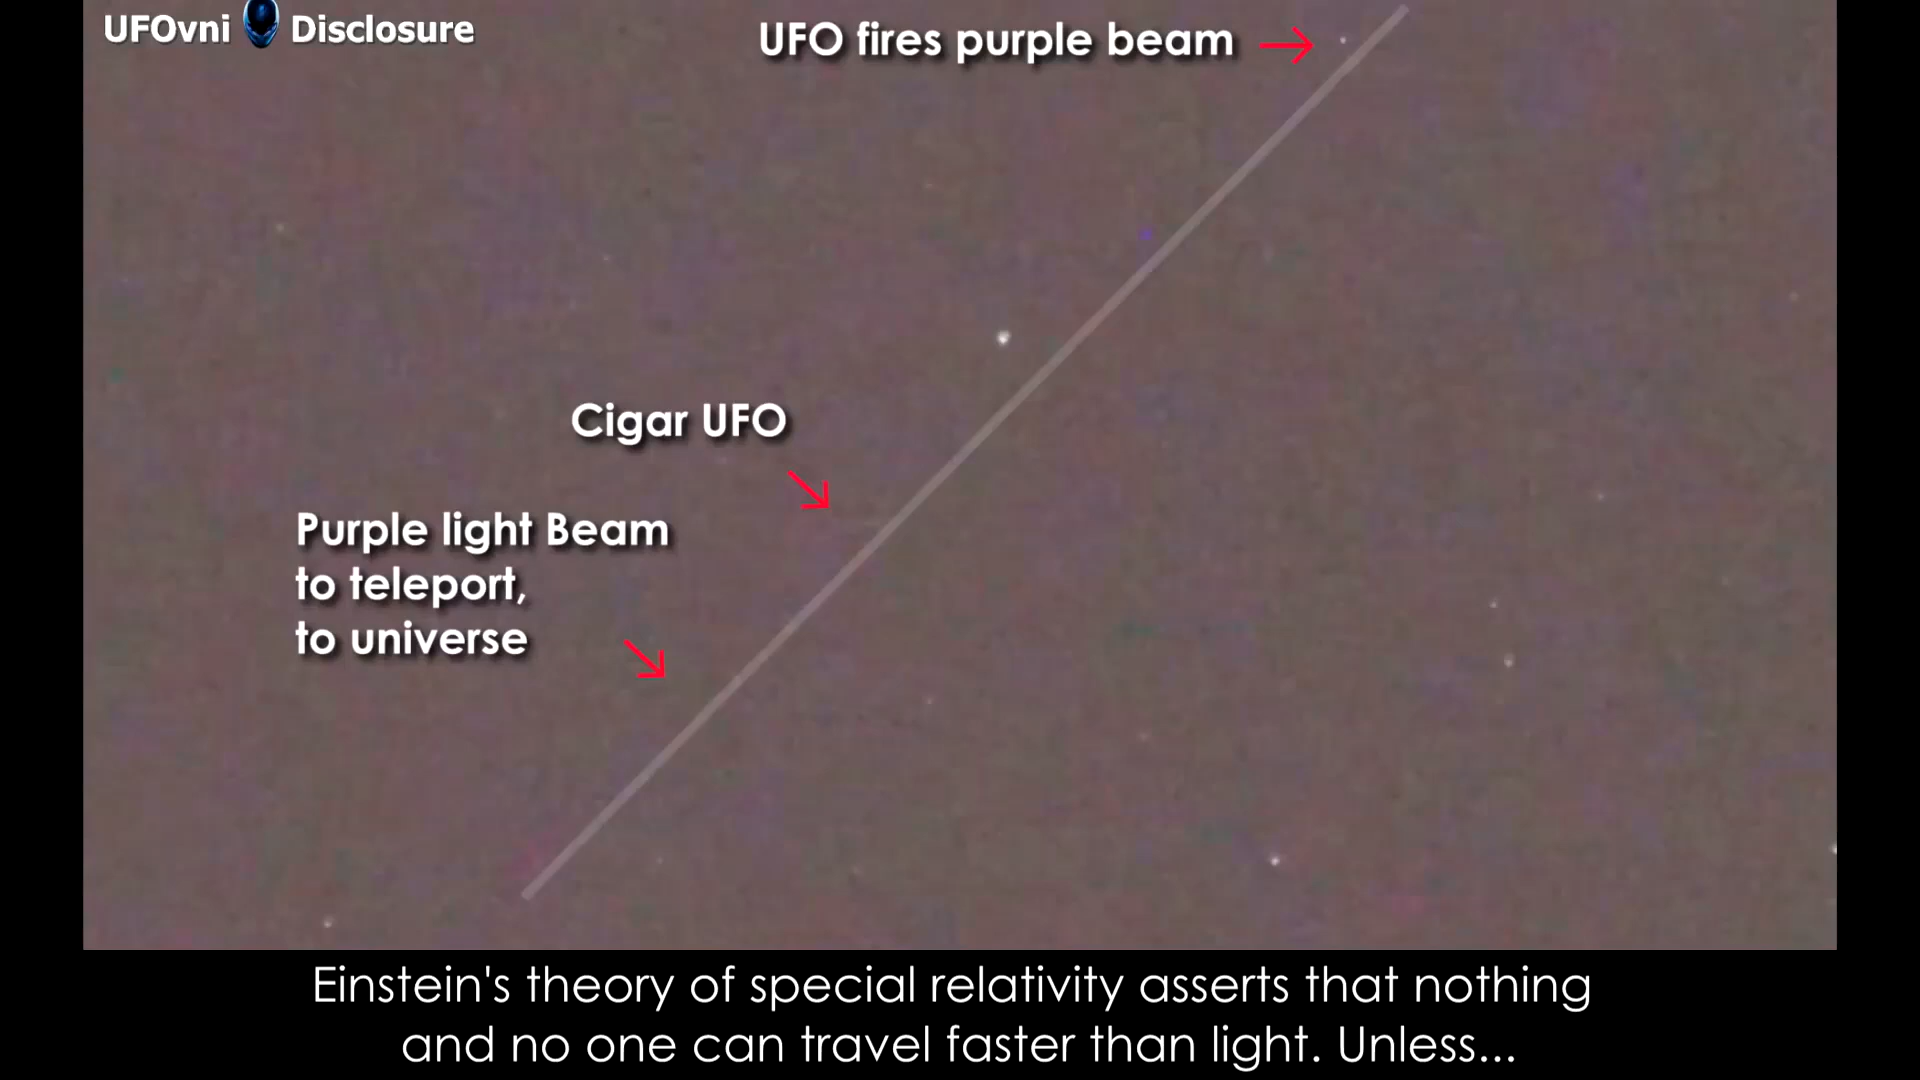 UFOvni Disclosure
UFO fires purple beam
Cigar UFO
Purple light Beam
to teleport,
to universe
Einstein's theory of special relativity asserts that nothing
and no one can travel faster than light. Unless...